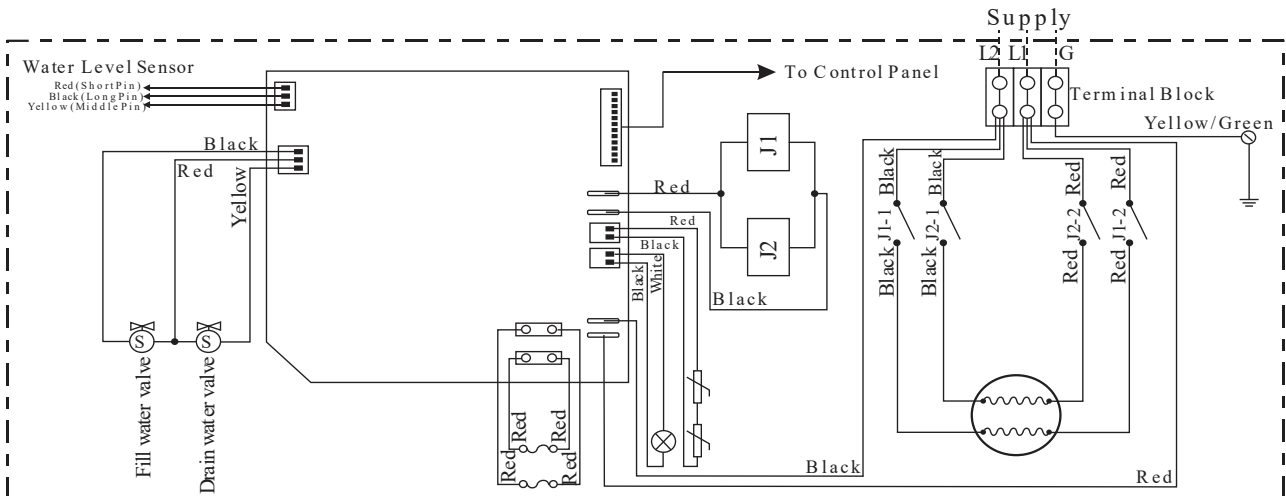 Supply
L2 L1 G
Water Level Sensor
Red(ShortPin)
Black(LongPin)
Yellow(MiddlePin)
To Control Panel
Terminal Block
Yellow/Green
Black
Red
Yellow
J1
J2
Red
Red
Black
Black
White
Black
Black
Black
Red
Red
J1-1
J2-1
J2-2
J1-2
Black
Black
Red
Red
S
S
Fill water valve
Drain water valve
Red
Red
Red
Red
Black
Red